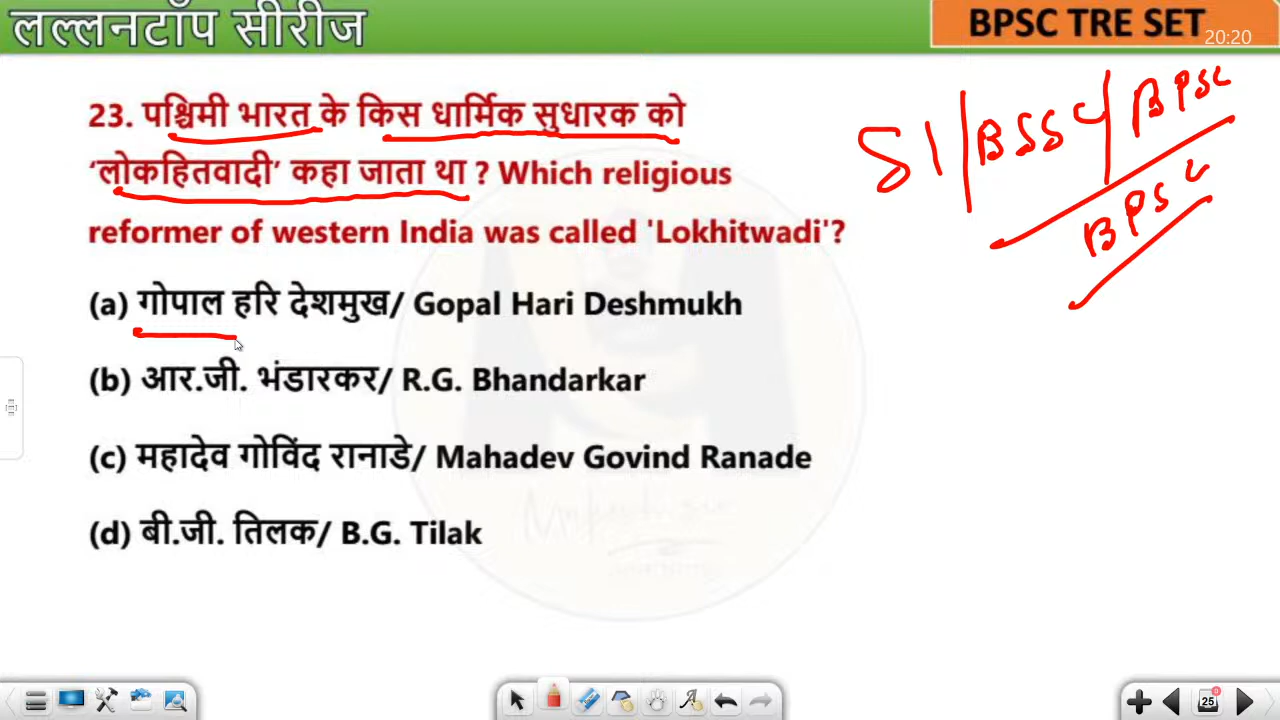 लल्लनटॉप सीरीज
BPSC TRE SET
20:20
23. पश्चिमी भारत के किस धार्मिक सुधारक को
‘लोकहितवादी’ कहा जाता था ? Which religious
reformer of western India was called 'Lokhitwadi'?
(a) गोपाल हरि देशमुख/ Gopal Hari Deshmukh
(b) आर.जी. भंडारकर/ R.G. Bhandarkar
(c) महादेव गोविंद रानाडे/ Mahadev Govind Ranade
(d) बी.जी. तिलक/ B.G. Tilak
SI/BSSC/BPSC
BPSC
25